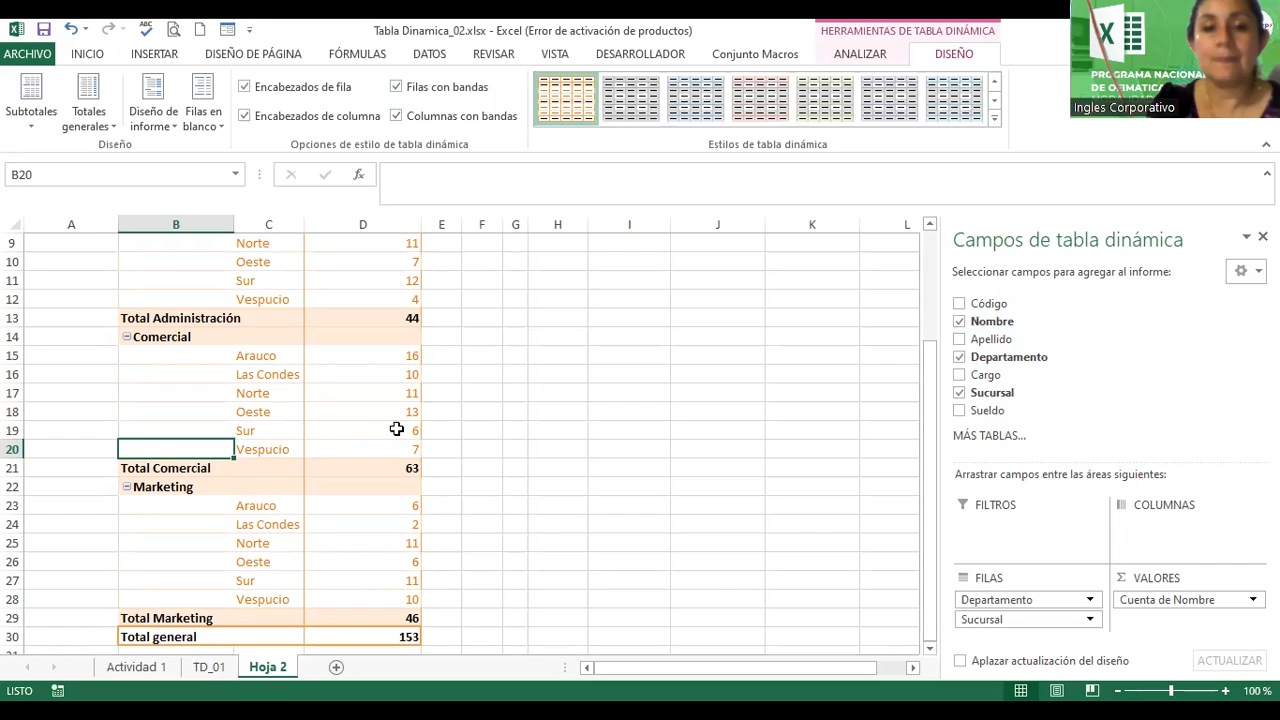 Tabla Dinamica_02.xlsx - Excel (Error de activación de productos)
HERRAMIENTAS DE TABLA DINÁMICA
ARCHIVO INICIO INSERTAR DISEÑO DE PÁGINA FÓRMULAS DATOS REVISAR VISTA DESARROLLADOR Conjunto Macros ANALIZAR DISEÑO
PROGRAMA NACIONAL
DE OFIMÁTICA
Ingles Corporativo
Subtotales
Totales generales
Diseño de informe
Filas en blanco
Diseño
Encabezados de fila
Filas con bandas
Encabezados de columna
Columnas con bandas
Opciones de estilo de tabla dinámica
Estilos de tabla dinámica
B20
fx
A B C D E F G H I J K L
9 Norte 11
10 Oeste 7
11 Sur 12
12 Vespucio 4
13 Total Administración 44
14 Comercial
15 Arauco 16
16 Las Condes 10
17 Norte 11
18 Oeste 13
19 Sur 6
20 Vespucio 7
21 Total Comercial 63
22 Marketing
23 Arauco 6
24 Las Condes 2
25 Norte 11
26 Oeste 6
27 Sur 11
28 Vespucio 10
29 Total Marketing 46
30 Total general 153
Campos de tabla dinámica
Seleccionar campos para agregar al informe:
Código
Nombre
Apellido
Departamento
Cargo
Sucursal
Sueldo
MÁS TABLAS...
Arrastrar campos entre las áreas siguientes:
FILTROS
COLUMNAS
FILAS
Σ VALORES
Departamento
Cuenta de Nombre
Sucursal
Aplazar actualización del diseño
ACTUALIZAR
Actividad 1 TD_01 Hoja 2
LISTO
100 %